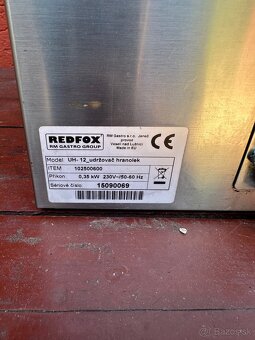 REDFOX
RM GASTRO GROUP
RM Gastro s.r.o.
Veselí nad Lužnicí
Made in EU
CE
Model: UH- 12_udržovač hranolek
ITEM 102500600
Příkon: 0,35 kW 230V~/50-60 Hz
Sériové číslo: 15090069
Bazoš.sk